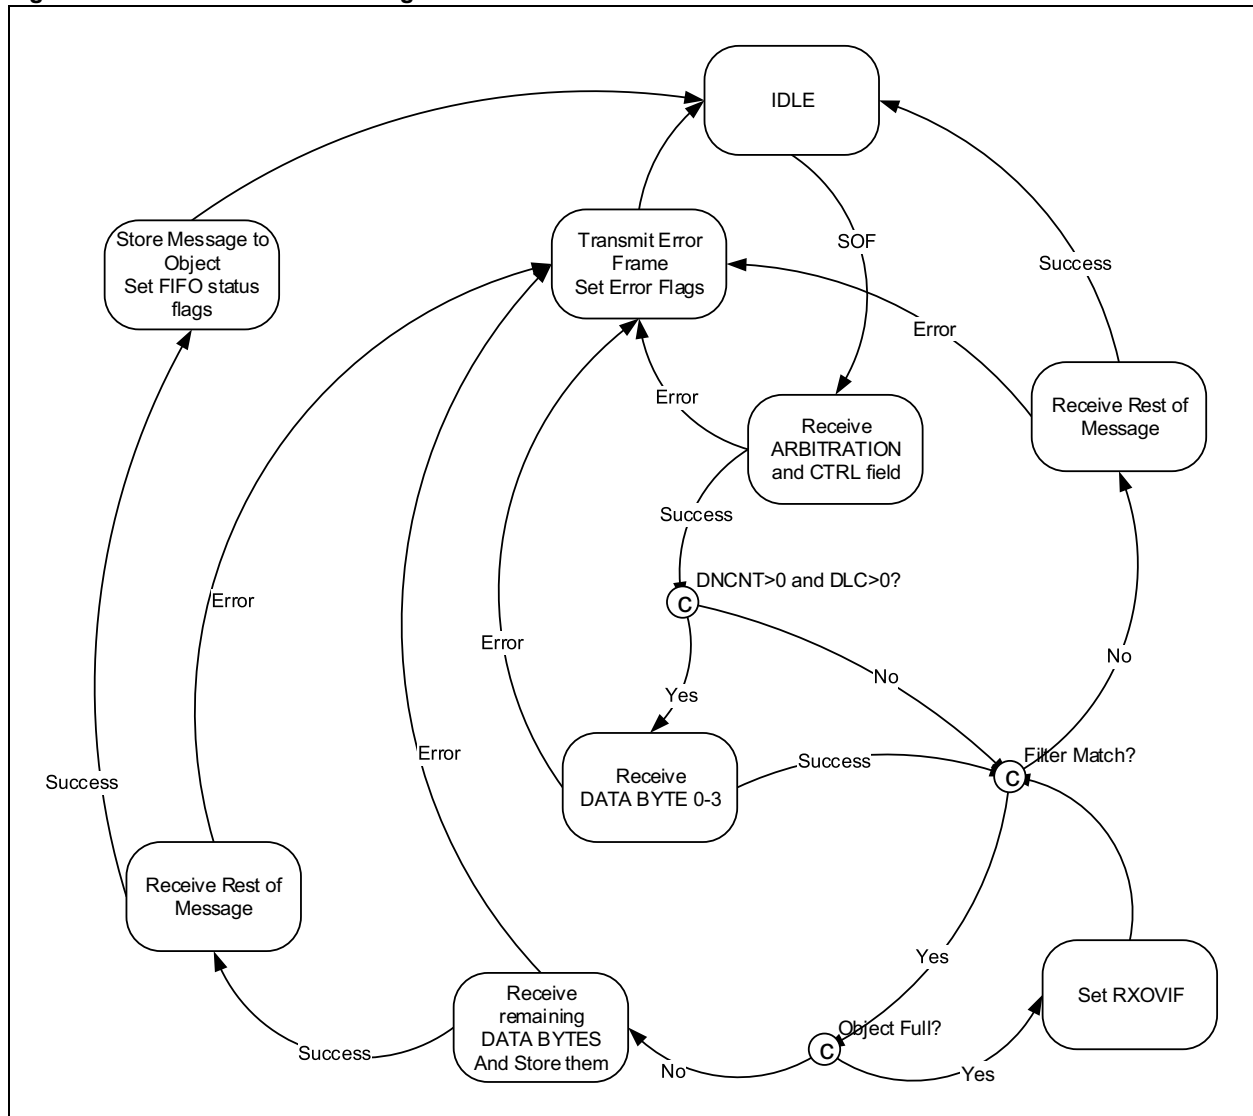 IDLE
SOF
Success
Transmit Error
Frame
Set Error Flags
Store Message to
Object
Set FIFO status
flags
Error
Receive Rest of
Message
Error
Receive
ARBITRATION
and CTRL field
Success
DNCNT>0 and DLC>0?
C
Error
Error
No
No
Yes
Error
Receive
DATA BYTE 0-3
Success
Filter Match?
C
Success
Receive Rest of
Message
Yes
Set RXOVIF
Receive
remaining
DATA BYTES
And Store them
Object Full?
C
Success
No
Yes